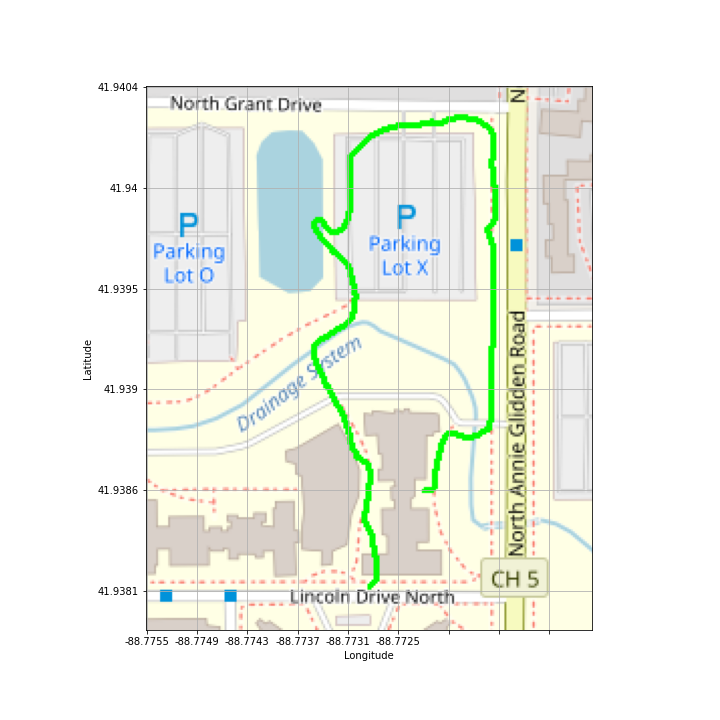 41.9404
41.94
41.9395
41.939
41.9386
41.9381
Latitude
North Grant Drive
N
P
Parking
Lot O
P
Parking
Lot X
Drainage System
North Annie Glidden Road
CH 5
Lincoln Drive North
-88.7755 -88.7749 -88.7743 -88.7737 -88.7731 -88.7725
Longitude